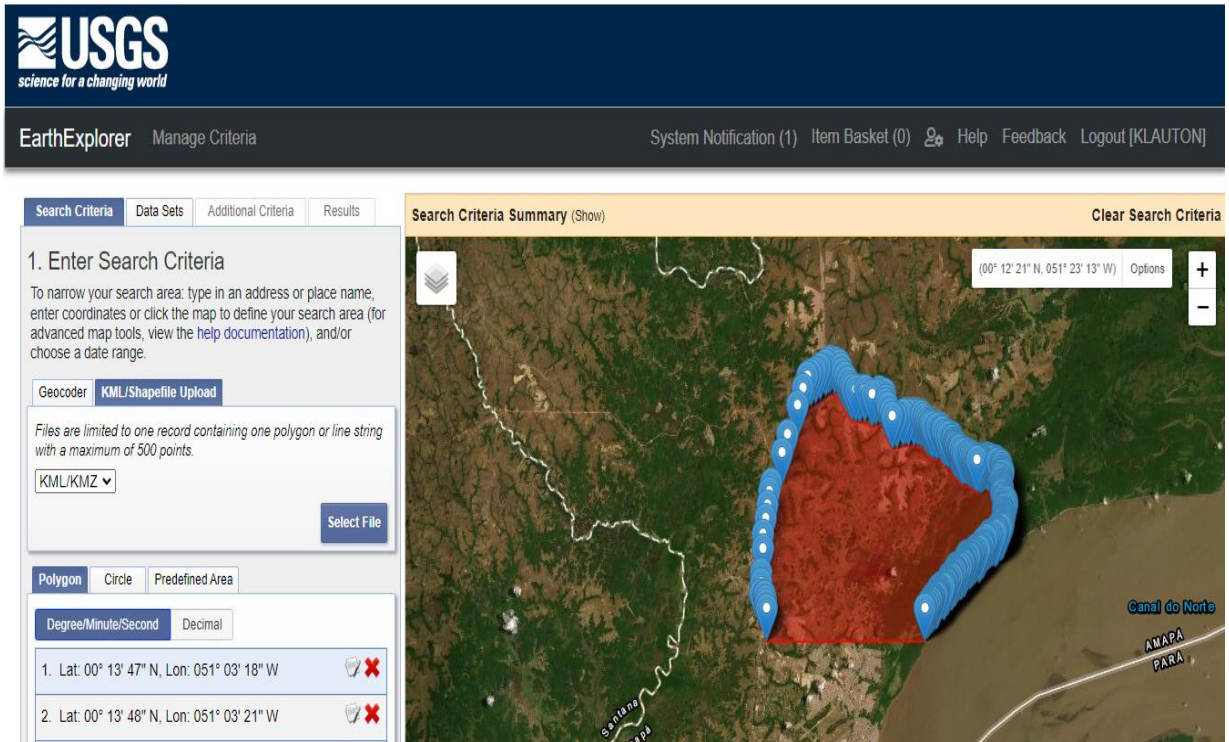 USGS
science for a changing world
EarthExplorer Manage Criteria System Notification (1) Item Basket (0) Help Feedback Logout [KLAUTON]
Search Criteria Data Sets Additional Criteria Results
Search Criteria Summary (Show) Clear Search Criteria
1. Enter Search Criteria
To narrow your search area: type in an address or place name,
enter coordinates or click the map to define your search area (for
advanced map tools, view the help documentation), and/or
choose a date range.
Geocoder KML/Shapefile Upload
Files are limited to one record containing one polygon or line string
with a maximum of 500 points.
KML/KMZ
Select File
Polygon Circle Predefined Area
Degree/Minute/Second Decimal
1. Lat: 00° 13' 47" N, Lon: 051° 03' 18" W
2. Lat: 00° 13' 48" N, Lon: 051° 03' 21" W
(00° 12' 21" N, 051° 23' 13" W) Options
+
−
Canal do Norte
AMAPÁ
PARÁ
Santana